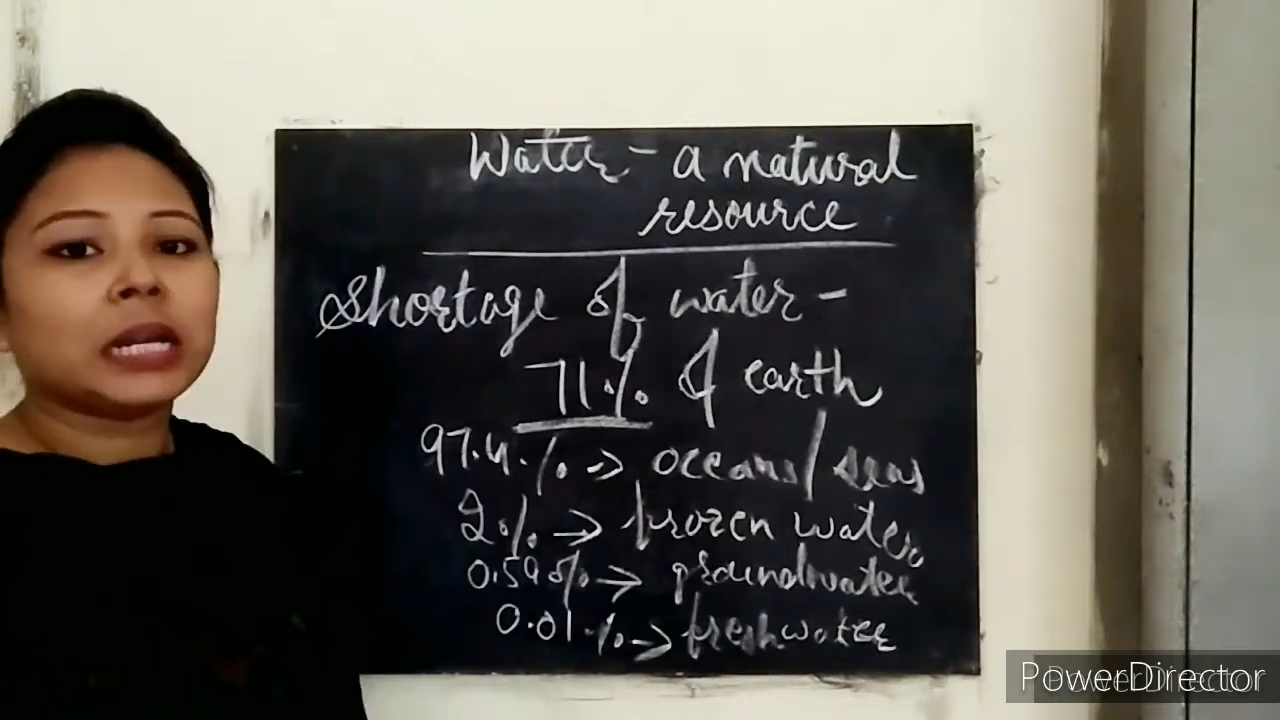 Water - a natural
resource
Shortage of water -
71% of earth
97.4% → oceans/seas
2% → frozen water
0.59% → groundwater
0.01% → freshwater
PowerDirector